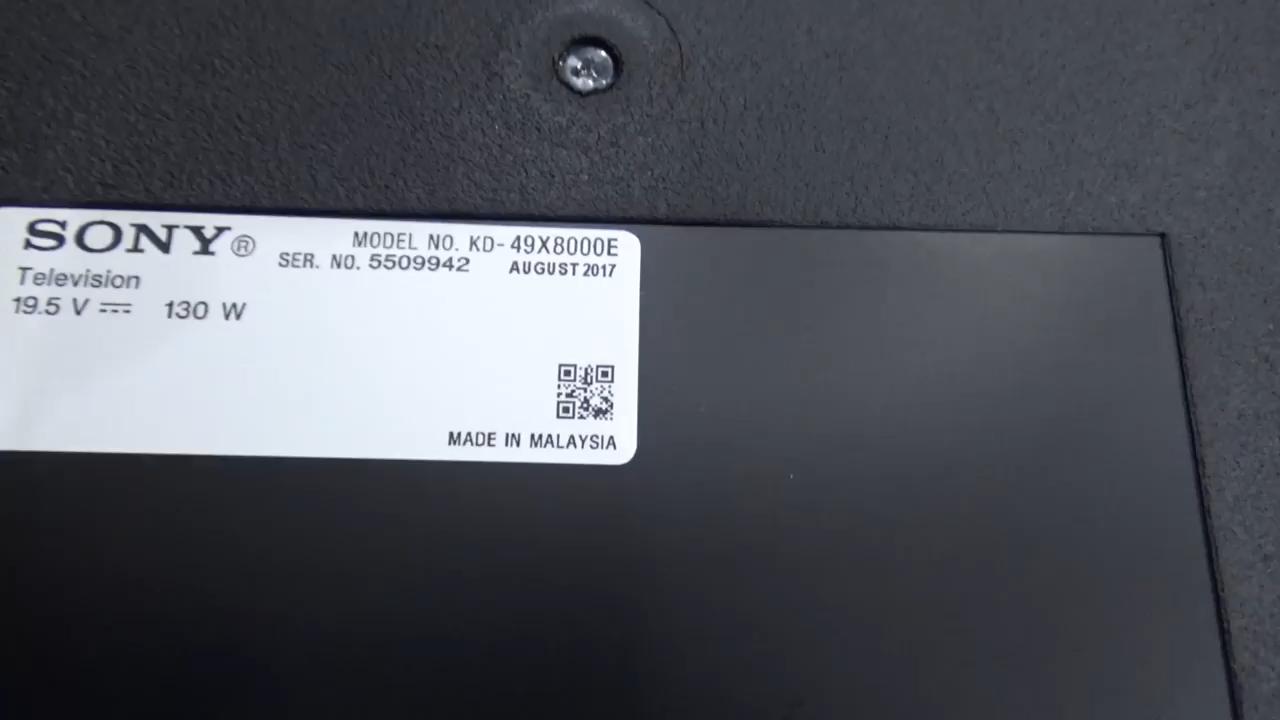 SONY®
MODEL NO. KD-49X8000E
SER. NO. 5509942 AUGUST 2017
Television
19.5 V ⎓ 130 W
MADE IN MALAYSIA